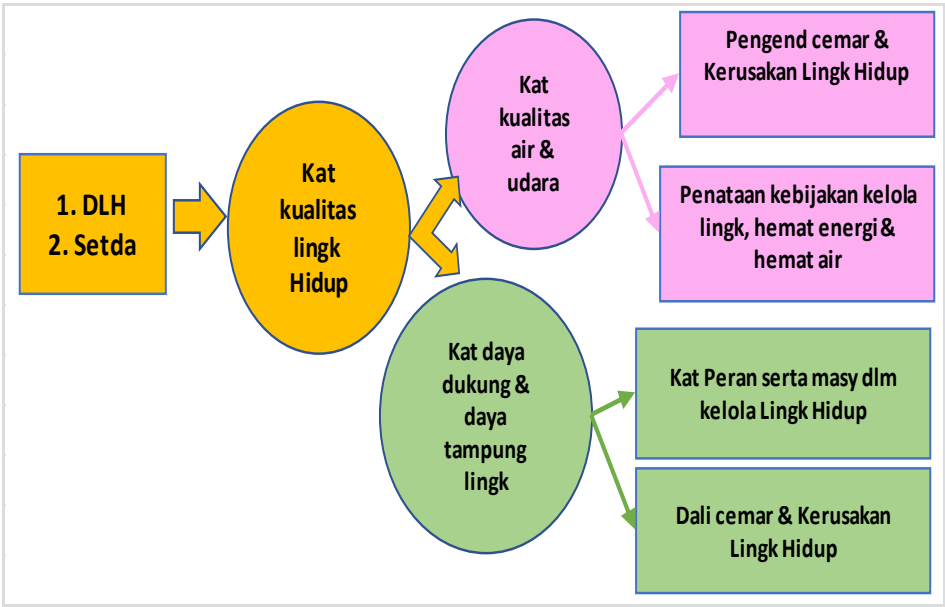 1. DLH
2. Setda
Kat
kualitas
lingk
Hidup
Kat
kualitas
air &
udara
Pengend cemar &
Kerusakan Lingk Hidup
Penataan kebijakan kelola
lingk, hemat energi &
hemat air
Kat daya
dukung &
daya
tampung
lingk
Kat Peran serta masy dlm
kelola Lingk Hidup
Dali cemar & Kerusakan
Lingk Hidup